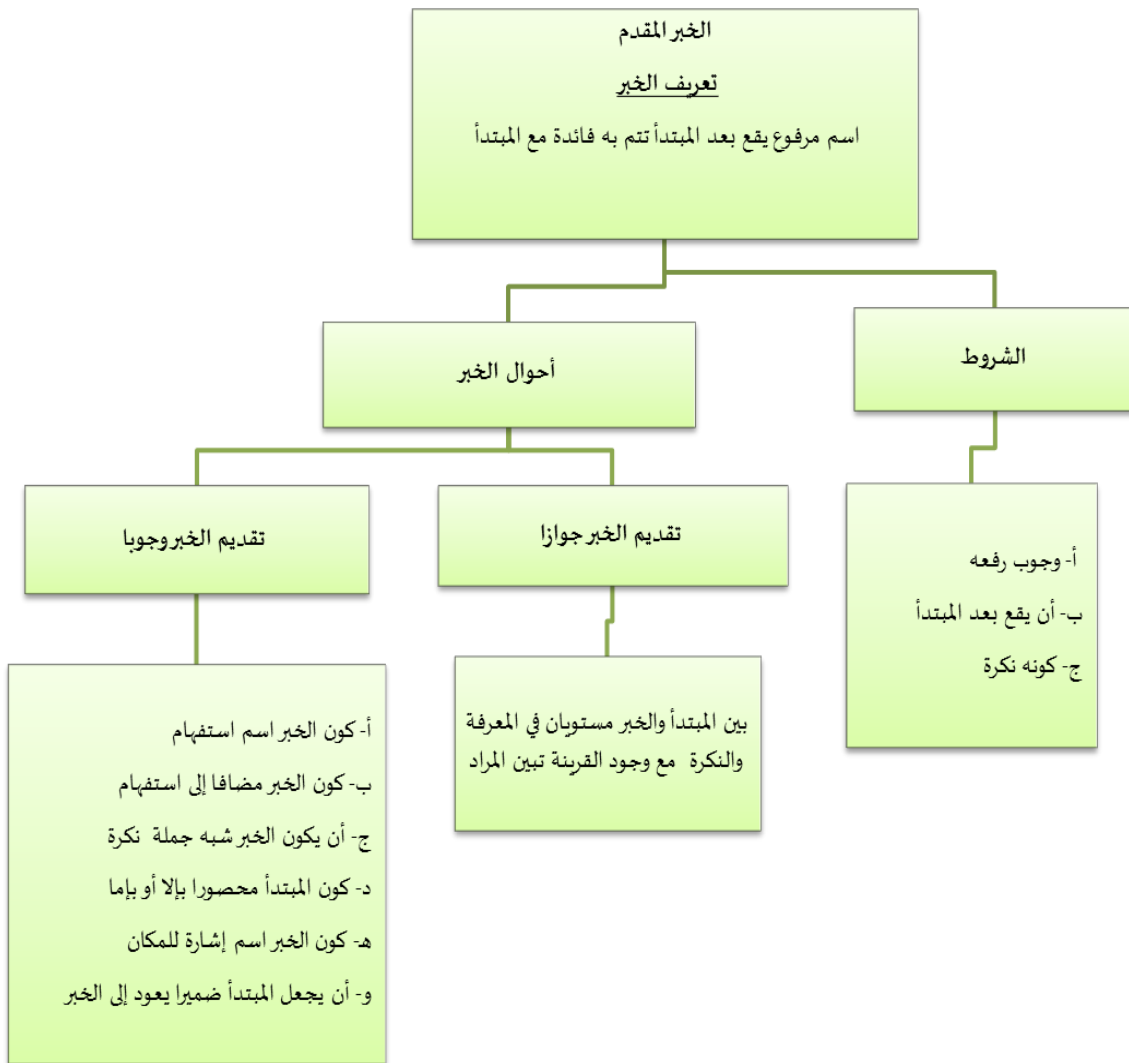 الخبر المقدم
تعريف الخبر
اسم مرفوع يقع بعد المبتدأ تتم به فائدة مع المبتدأ
الشروط
أحوال الخبر
تقديم الخبر جوازا
تقديم الخبر وجوبا
أ- وجوب رفعه
ب- أن يقع بعد المبتدأ
ج- كونه نكرة
بين المبتدأ والخبر مستويان في المعرفة
والنكرة مع وجود القرينة تبين المراد
أ- كون الخبر اسم استفهام
ب- كون الخبر مضافا إلى استفهام
ج- أن يكون الخبر شبه جملة نكرة
د- كون المبتدأ محصورا بإلا أو بإما
هـ- كون الخبر اسم إشارة للمكان
و- أن يجعل المبتدأ ضميرا يعود إلى الخبر